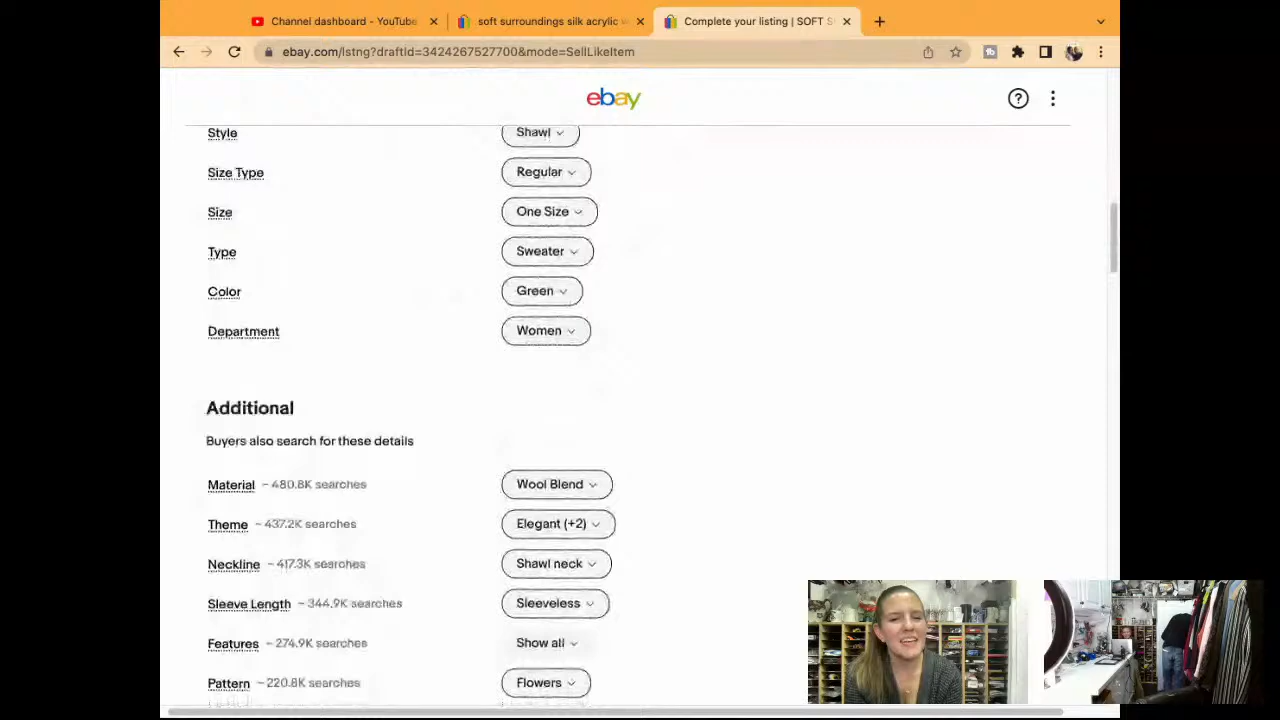 Channel dashboard - YouTube
soft surroundings silk acrylic w
Complete your listing | SOFT S
ebay.com/lstng?draftId=3424267527700&mode=SellLikeItem
ebay
Style Shawl
Size Type Regular
Size One Size
Type Sweater
Color Green
Department Women
Additional
Buyers also search for these details
Material ~ 480.8K searches Wool Blend
Theme ~ 437.2K searches Elegant (+2)
Neckline ~ 417.3K searches Shawl neck
Sleeve Length ~ 344.9K searches Sleeveless
Features ~ 274.9K searches Show all
Pattern ~ 220.8K searches Flowers